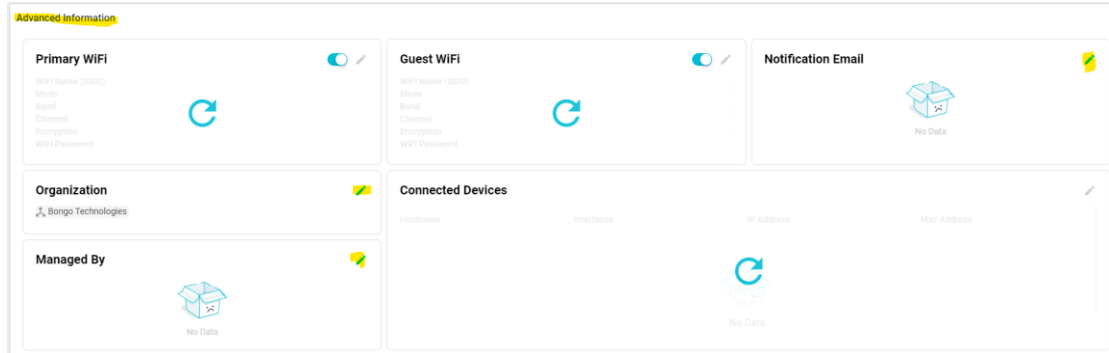 Advanced Information
Primary WiFi
WiFi Name (SSID)
Mode
Band
Channel
Encryption
WiFi Password
Guest WiFi
WiFi Name (SSID)
Mode
Band
Channel
Encryption
WiFi Password
Notification Email
No Data
Organization
Bongo Technologies
Managed By
No Data
Connected Devices
Hostname Interfaces IP Address Mac Address
No Data